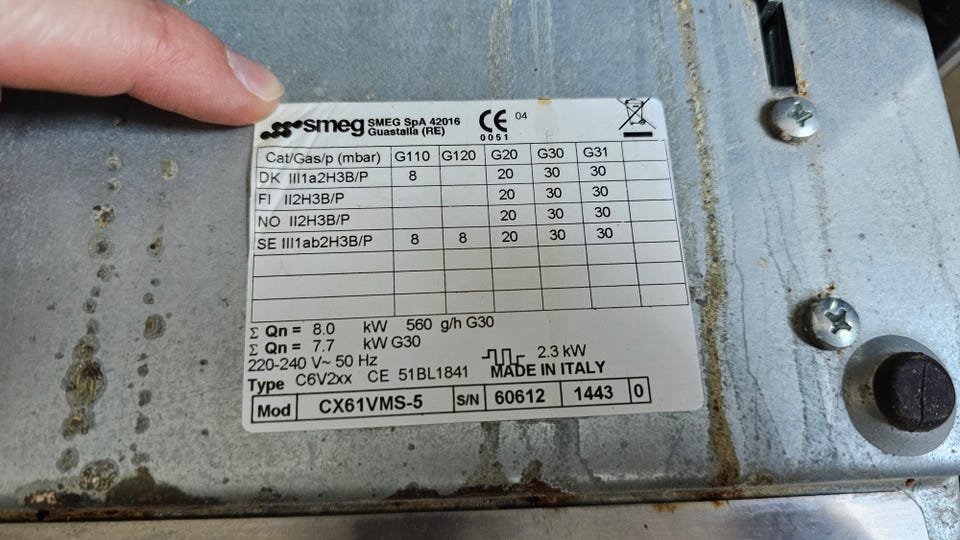 smeg SMEG SpA 42016 CE 04
Guastalla (RE) 0051
Cat/Gas/p (mbar) G110 G120 G20 G30 G31
DK III1a2H3B/P 8 20 30 30
FI II2H3B/P 20 30 30
NO II2H3B/P 20 30 30
SE III1ab2H3B/P 8 8 20 30 30
Σ Qn = 8.0 kW 560 g/h G30
Σ Qn = 7.7 kW G30
220-240 V~ 50 Hz 2.3 kW
Type C6V2xx CE 51BL1841 MADE IN ITALY
Mod CX61VMS-5 S/N 60612 1443 0